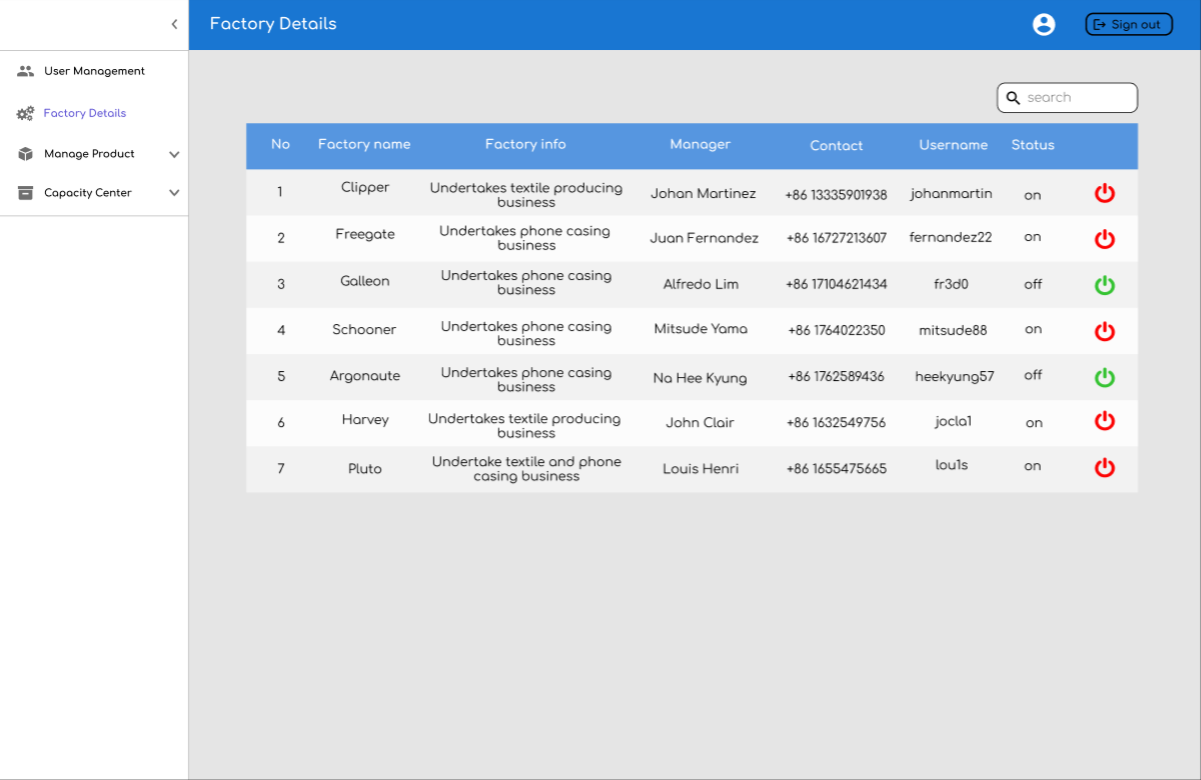 Factory Details
Sign out
User Management
Factory Details
Manage Product
Capacity Center
search
No Factory name Factory info Manager Contact Username Status
1 Clipper Undertakes textile producing business Johan Martinez +86 13335901938 johanmartin on
2 Freegate Undertakes phone casing business Juan Fernandez +86 16727213607 fernandez22 on
3 Galleon Undertakes phone casing business Alfredo Lim +86 17104621434 fr3d0 off
4 Schooner Undertakes phone casing business Mitsude Yama +86 1764022350 mitsude88 on
5 Argonaute Undertakes phone casing business Na Hee Kyung +86 1762589436 heekyung57 off
6 Harvey Undertakes textile producing business John Clair +86 1632549756 jocla1 on
7 Pluto Undertake textile and phone casing business Louis Henri +86 1655475665 lou1s on